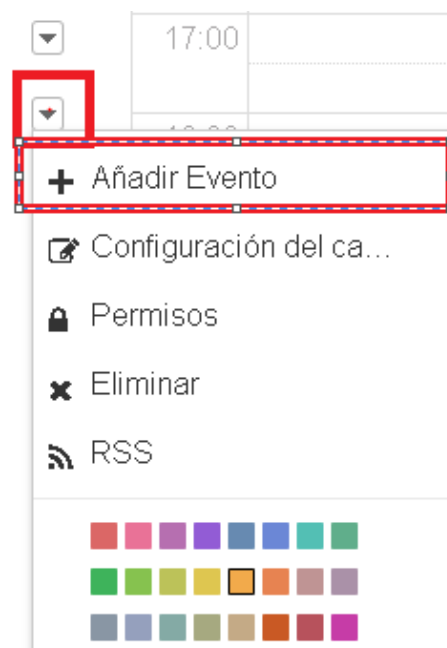 17:00
Añadir Evento
Configuración del ca...
Permisos
Eliminar
RSS